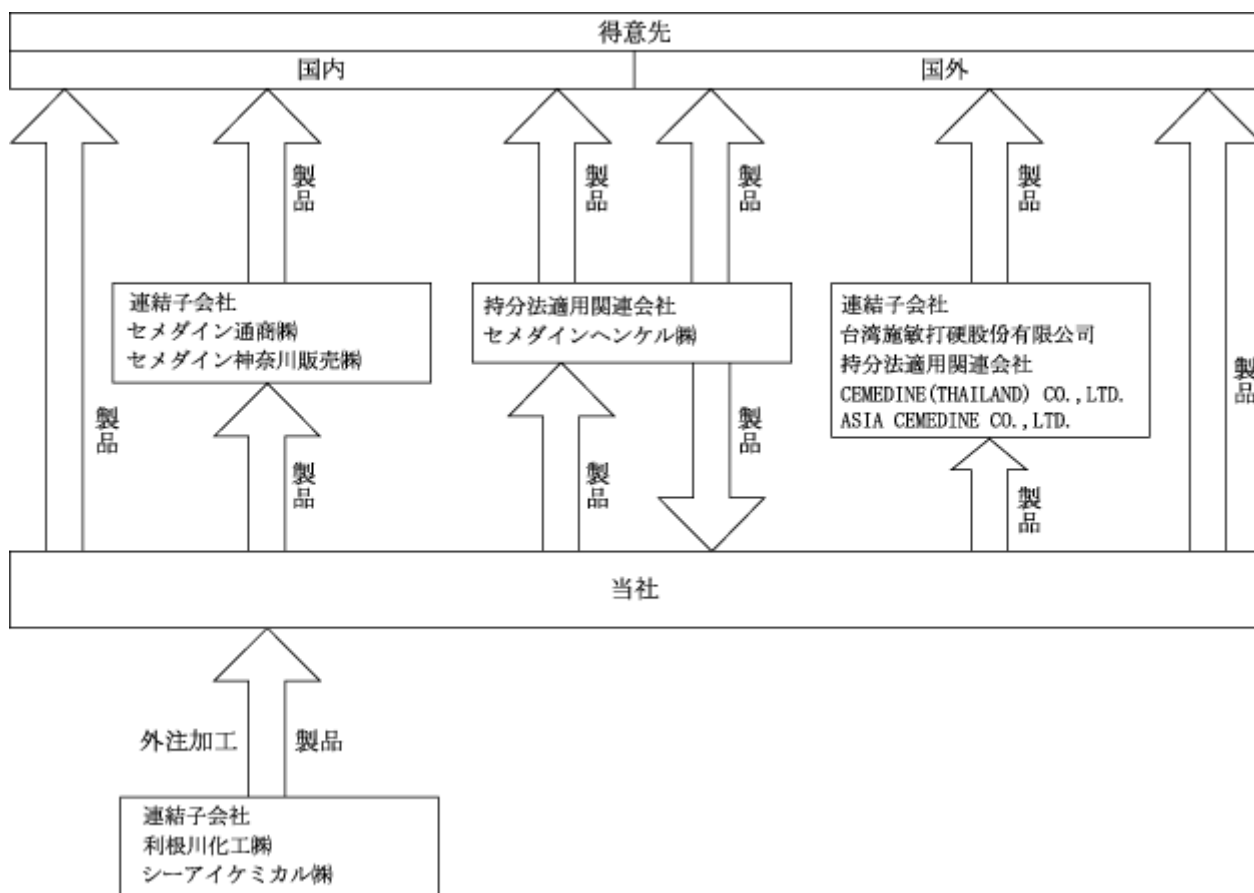 得意先
国内
国外
製品
製品
製品
製品
連結子会社
セメダイン通商㈱
セメダイン神奈川販売㈱
持分法適用関連会社
セメダインヘンケル㈱
連結子会社
台湾施敏打硬股份有限公司
持分法適用関連会社
CEMEDINE(THAILAND) CO.,LTD.
ASIA CEMEDINE CO.,LTD.
製品
製品
製品
製品
製品
製品
当社
外注加工
製品
連結子会社
利根川化工㈱
シーアイケミカル㈱